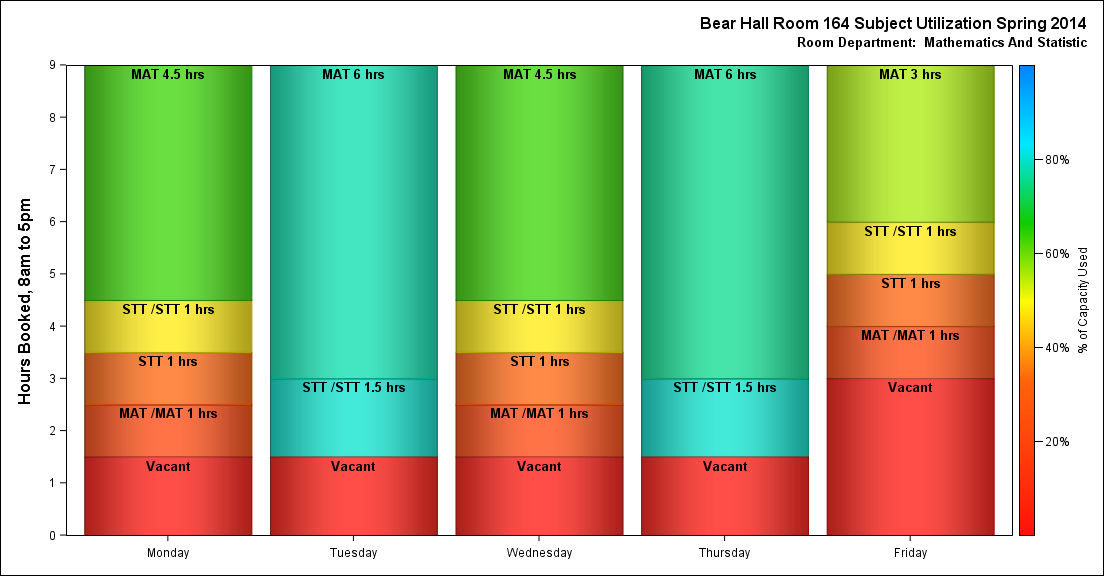 Bear Hall Room 164 Subject Utilization Spring 2014
Room Department:  Mathematics And Statistic
Hours Booked, 8am to 5pm
9
8
7
6
5
4
3
2
1
0
MAT 4.5 hrs
STT /STT 1 hrs
STT 1 hrs
MAT /MAT 1 hrs
Vacant
Monday
MAT 6 hrs
STT /STT 1.5 hrs
Vacant
Tuesday
MAT 4.5 hrs
STT /STT 1 hrs
STT 1 hrs
MAT /MAT 1 hrs
Vacant
Wednesday
MAT 6 hrs
STT /STT 1.5 hrs
Vacant
Thursday
MAT 3 hrs
STT /STT 1 hrs
STT 1 hrs
MAT /MAT 1 hrs
Vacant
Friday
80%
60%
40%
20%
% of Capacity Used